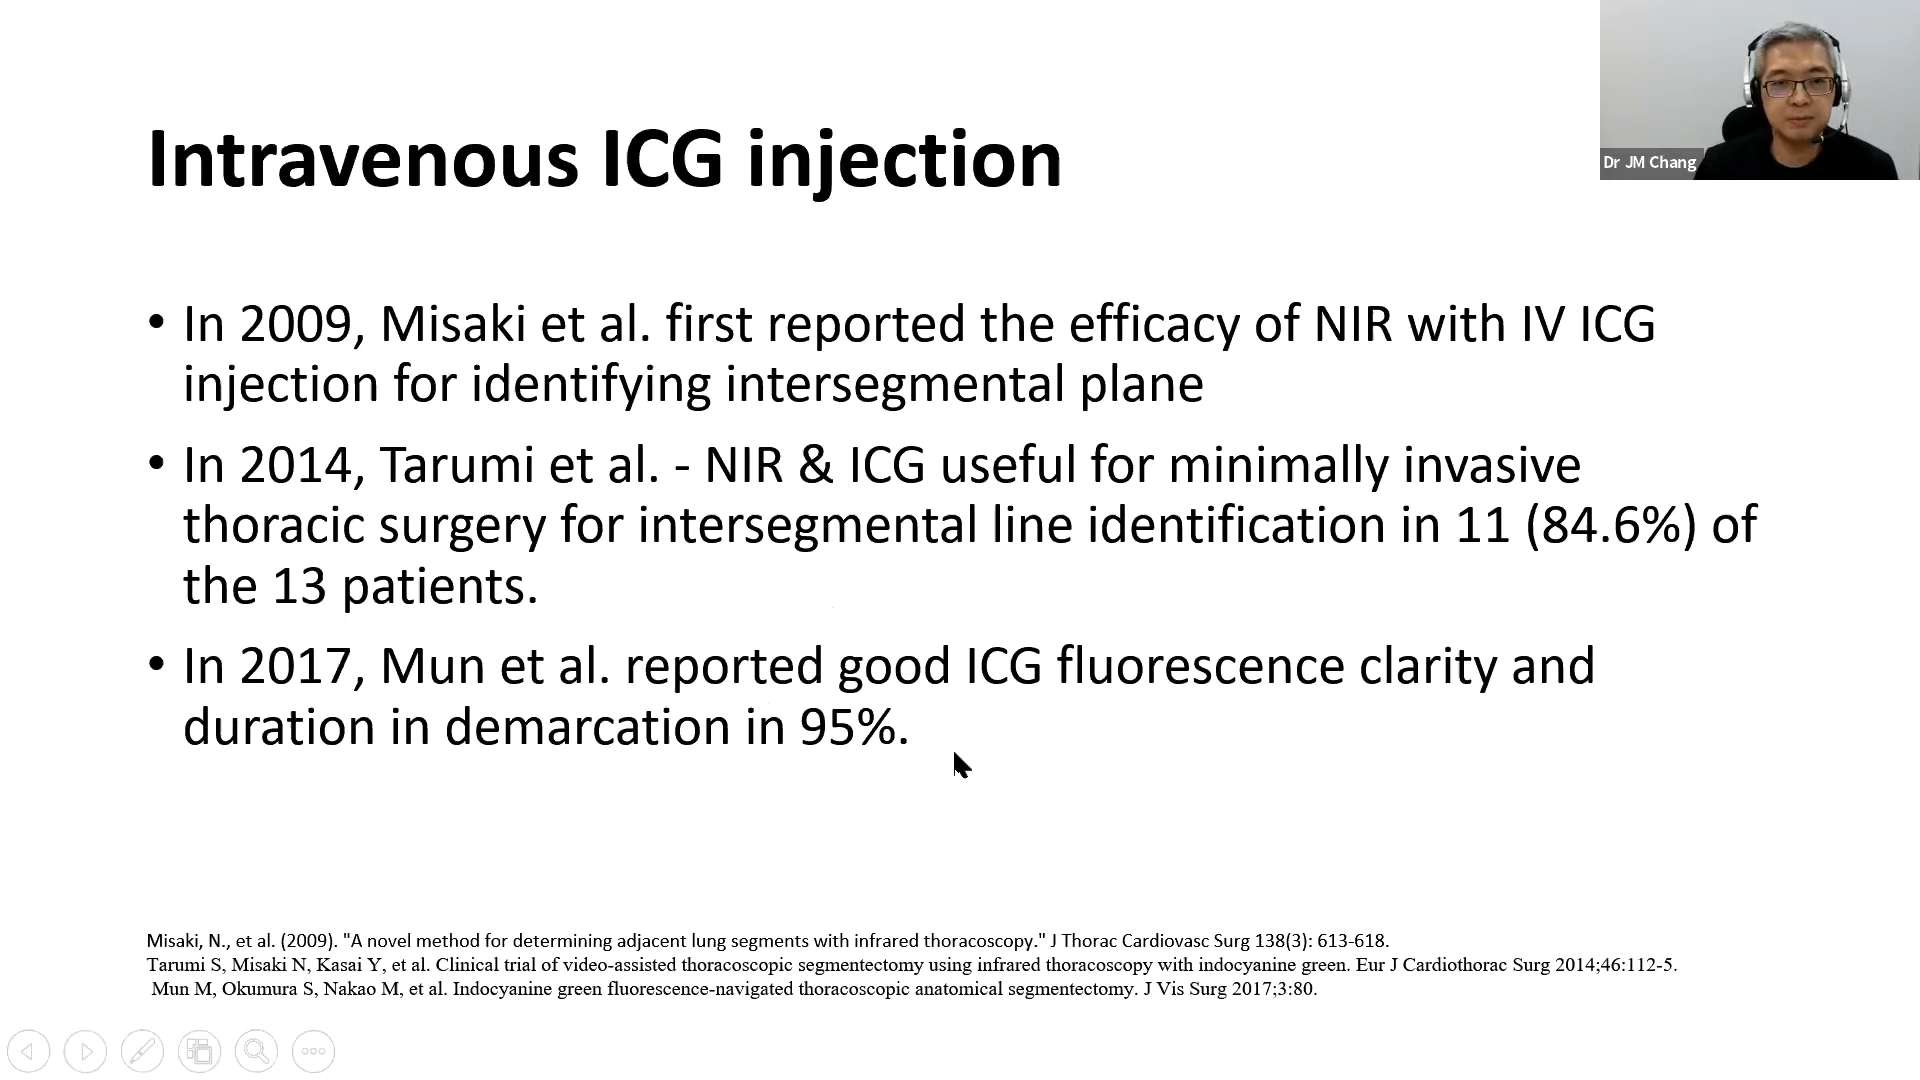 Dr JM Chang
Intravenous ICG injection
• In 2009, Misaki et al. first reported the efficacy of NIR with IV ICG
injection for identifying intersegmental plane
• In 2014, Tarumi et al. - NIR & ICG useful for minimally invasive
thoracic surgery for intersegmental line identification in 11 (84.6%) of
the 13 patients.
• In 2017, Mun et al. reported good ICG fluorescence clarity and
duration in demarcation in 95%.
Misaki, N., et al. (2009). "A novel method for determining adjacent lung segments with infrared thoracoscopy." J Thorac Cardiovasc Surg 138(3): 613-618.
Tarumi S, Misaki N, Kasai Y, et al. Clinical trial of video-assisted thoracoscopic segmentectomy using infrared thoracoscopy with indocyanine green. Eur J Cardiothorac Surg 2014;46:112-5.
Mun M, Okumura S, Nakao M, et al. Indocyanine green fluorescence-navigated thoracoscopic anatomical segmentectomy. J Vis Surg 2017;3:80.